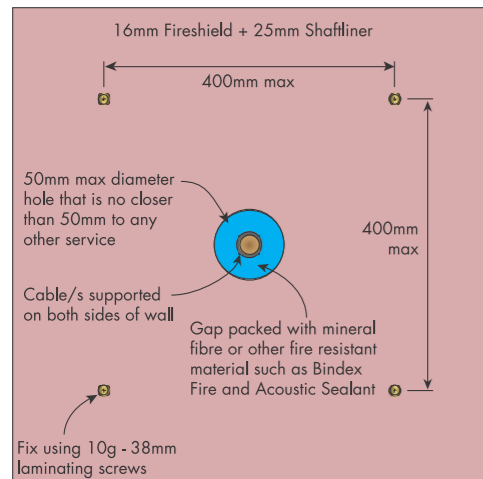 16mm Fireshield + 25mm Shaftliner
400mm max
50mm max diameter
hole that is no closer
than 50mm to any
other service
400mm
max
Cable/s supported
on both sides of wall
Gap packed with mineral
fibre or other fire resistant
material such as Bindex
Fire and Acoustic Sealant
Fix using 10g - 38mm
laminating screws